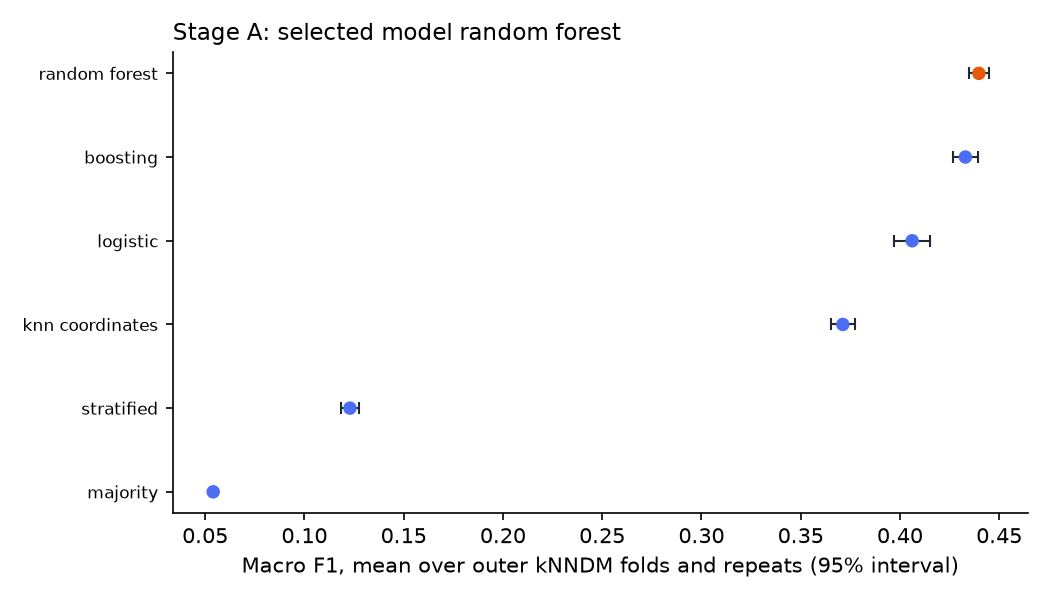 Stage A: selected model random forest
random forest
boosting
logistic
knn coordinates
stratified
majority
0.05 0.10 0.15 0.20 0.25 0.30 0.35 0.40 0.45
Macro F1, mean over outer kNNDM folds and repeats (95% interval)